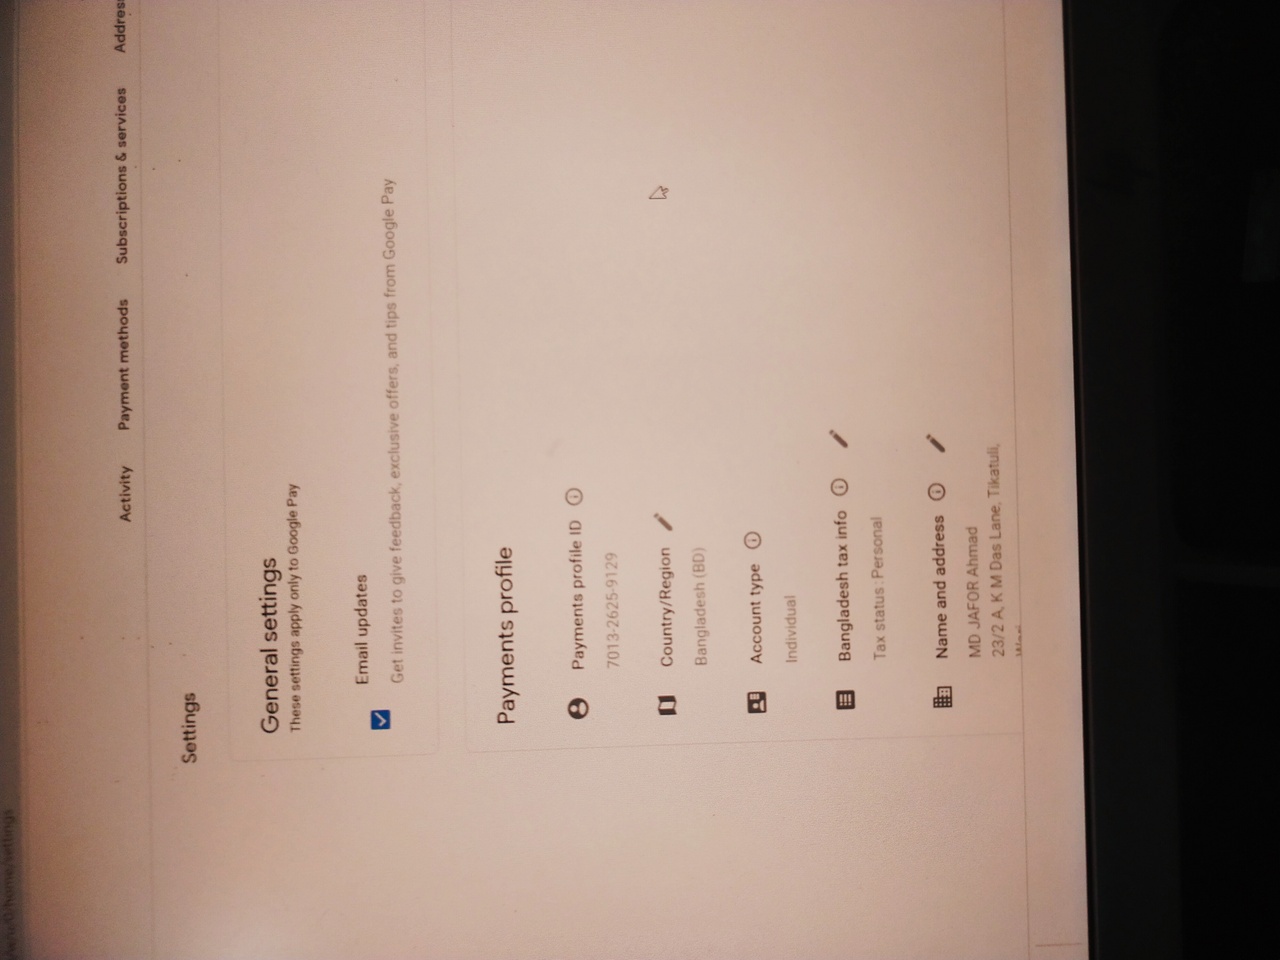 home/settings
Activity Payment methods Subscriptions & services
Settings
General settings
These settings apply only to Google Pay
Email updates
Get invites to give feedback, exclusive offers, and tips from Google Pay
Payments profile
Payments profile ID
7013-2625-9129
Country/Region
Bangladesh (BD)
Account type
Individual
Bangladesh tax info
Tax status : Personal
Name and address
MD JAFOR Ahmad
23/2 A, K M Das Lane, Tikatuli,